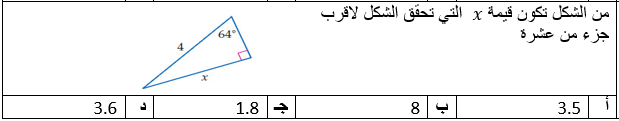 من الشكل تكون قيمة x التي تحقق الشكل لاقرب
جزء من عشرة
64°
4
x
أ 3.5 ب 8 جـ 1.8 د 3.6